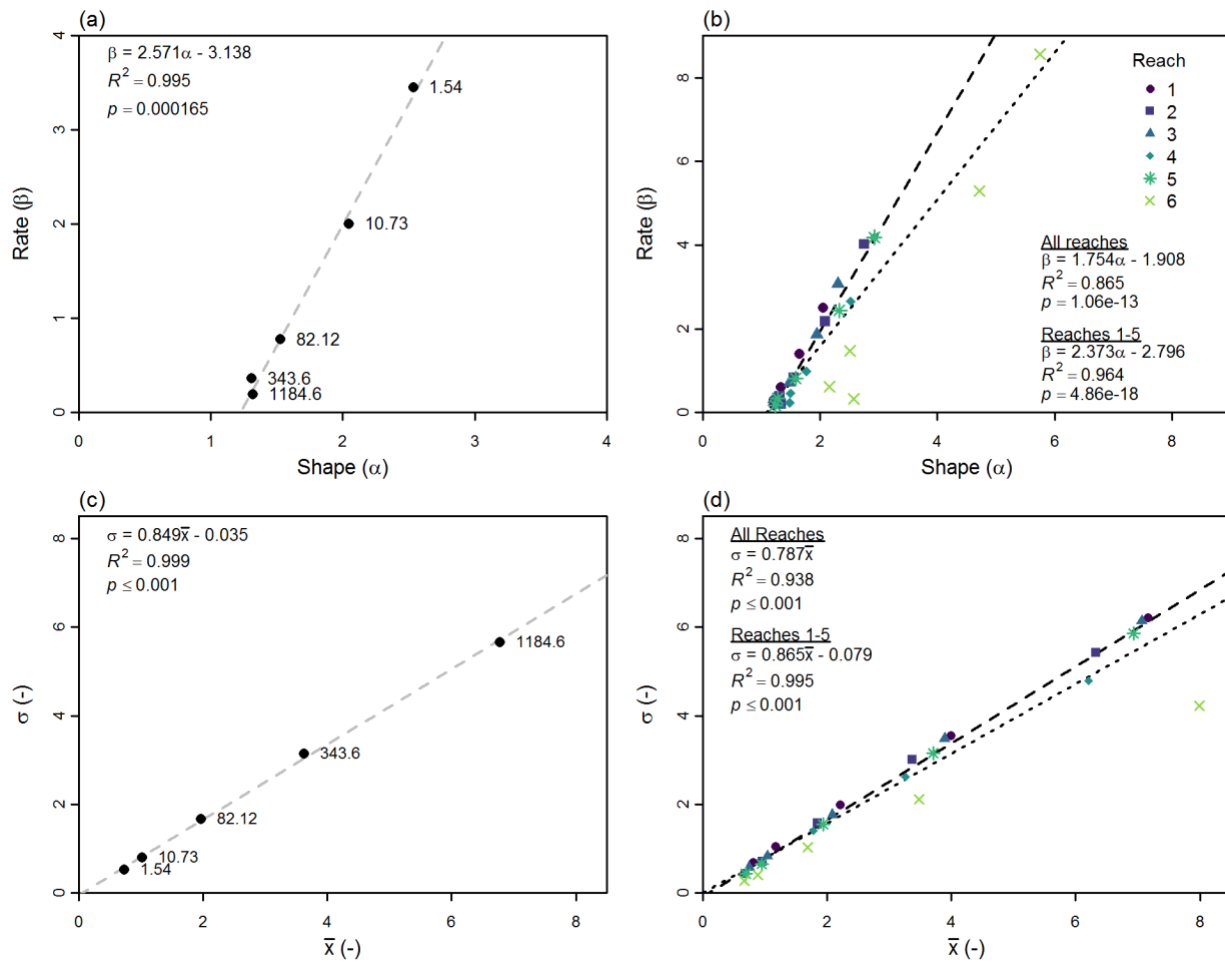 (a)
β = 2.571α - 3.138
R² = 0.995
p = 0.000165
1.54
10.73
82.12
343.6
1184.6
0
1
2
3
4
0
1
2
3
4
Rate (β)
Shape (α)
(b)
Reach
1
2
3
4
5
6
All reaches
β = 1.754α - 1.908
R² = 0.865
p = 1.06e-13
Reaches 1-5
β = 2.373α - 2.796
R² = 0.964
p = 4.86e-18
0
2
4
6
8
0
2
4
6
8
Rate (β)
Shape (α)
(c)
σ = 0.849x̅ - 0.035
R² = 0.999
p ≤ 0.001
1184.6
343.6
82.12
10.73
1.54
0
2
4
6
8
0
2
4
6
8
σ (-)
x̅ (-)
(d)
All Reaches
σ = 0.787x̅
R² = 0.938
p ≤ 0.001
Reaches 1-5
σ = 0.865x̅ - 0.079
R² = 0.995
p ≤ 0.001
0
2
4
6
8
0
2
4
6
8
σ (-)
x̅ (-)